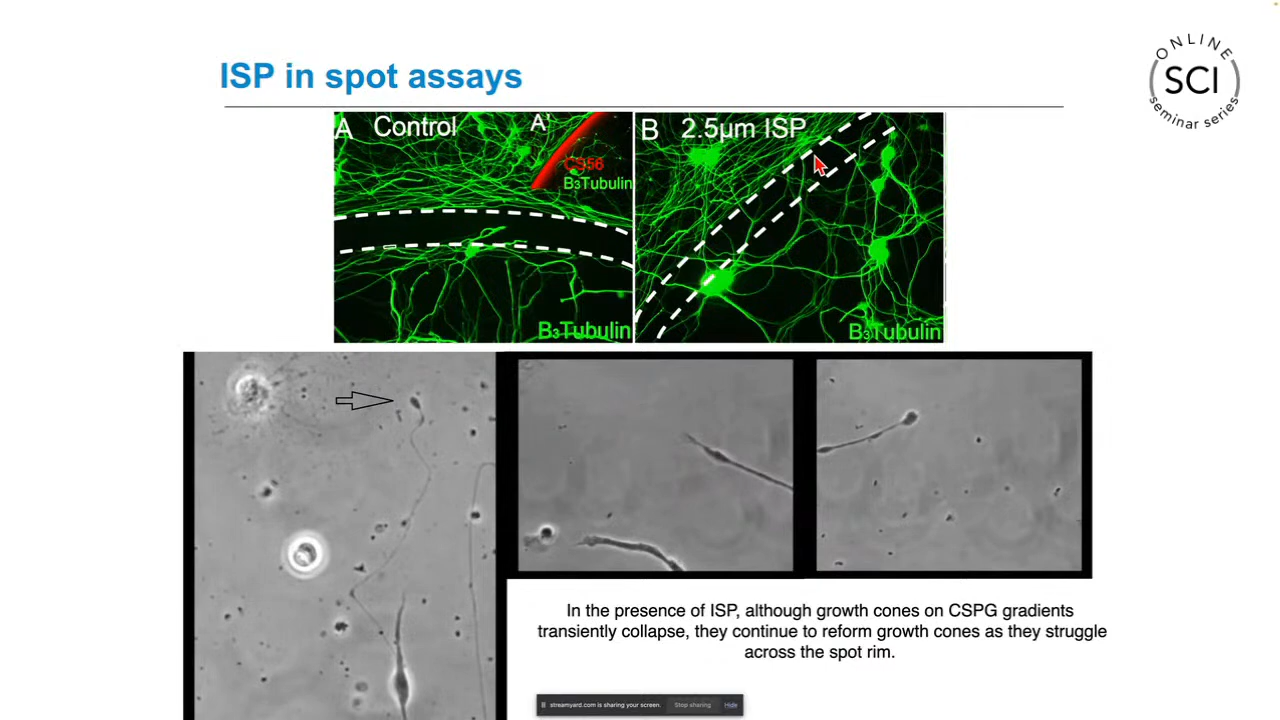 ISP in spot assays
ONLINE
SCI
seminar series
A Control A'
CS56
B₃Tubulin
B₃Tubulin
B 2.5μm ISP
B₃Tubulin
In the presence of ISP, although growth cones on CSPG gradients
transiently collapse, they continue to reform growth cones as they struggle
across the spot rim.
streamyard.com is sharing your screen. Stop sharing Hide